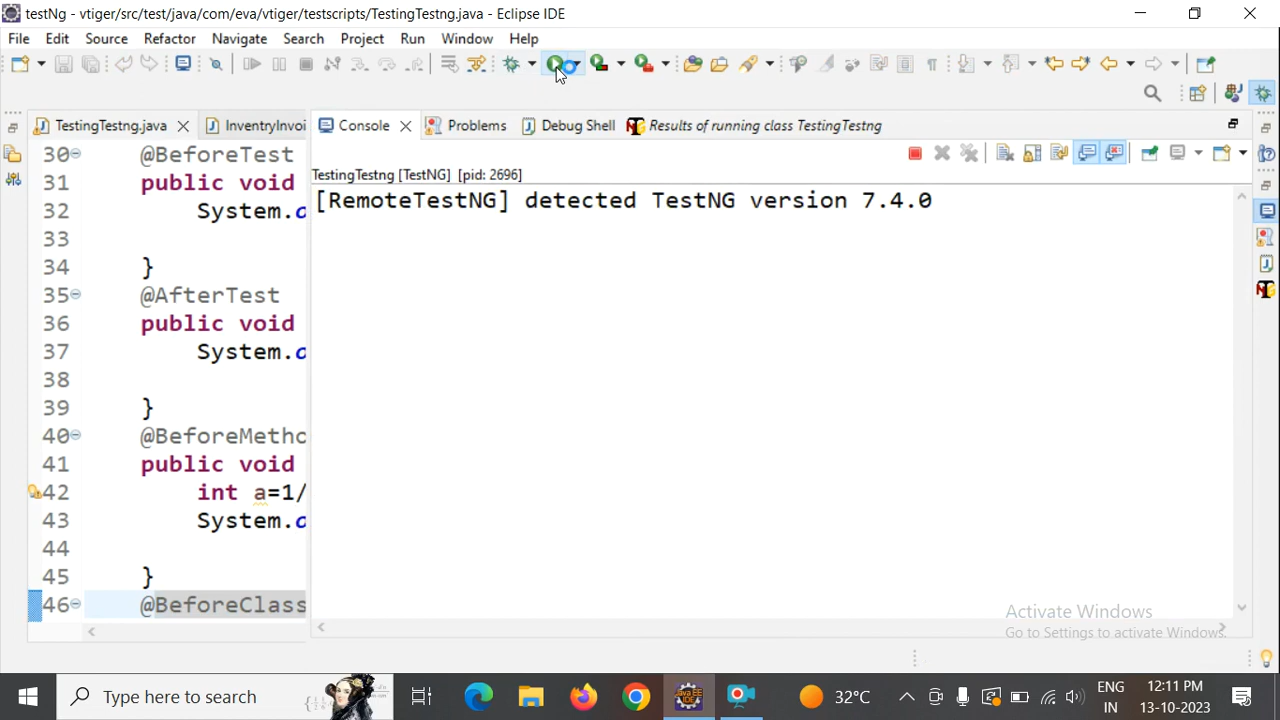 testNg - vtiger/src/test/java/com/eva/vtiger/testscripts/TestingTestng.java - Eclipse IDE
File Edit Source Refactor Navigate Search Project Run Window Help
TestingTestng.java InventryInvoi Console Problems Debug Shell Results of running class TestingTestng
TestingTestng [TestNG] [pid: 2696]
[RemoteTestNG] detected TestNG version 7.4.0
30 @BeforeTest
31 public void
32 System.o
33
34 }
35 @AfterTest
36 public void
37 System.o
38
39 }
40 @BeforeMetho
41 public void
42 int a=1/
43 System.o
44
45 }
46 @BeforeClass
Activate Windows
Go to Settings to activate Windows.
Type here to search
32°C
ENG
IN
12:11 PM
13-10-2023